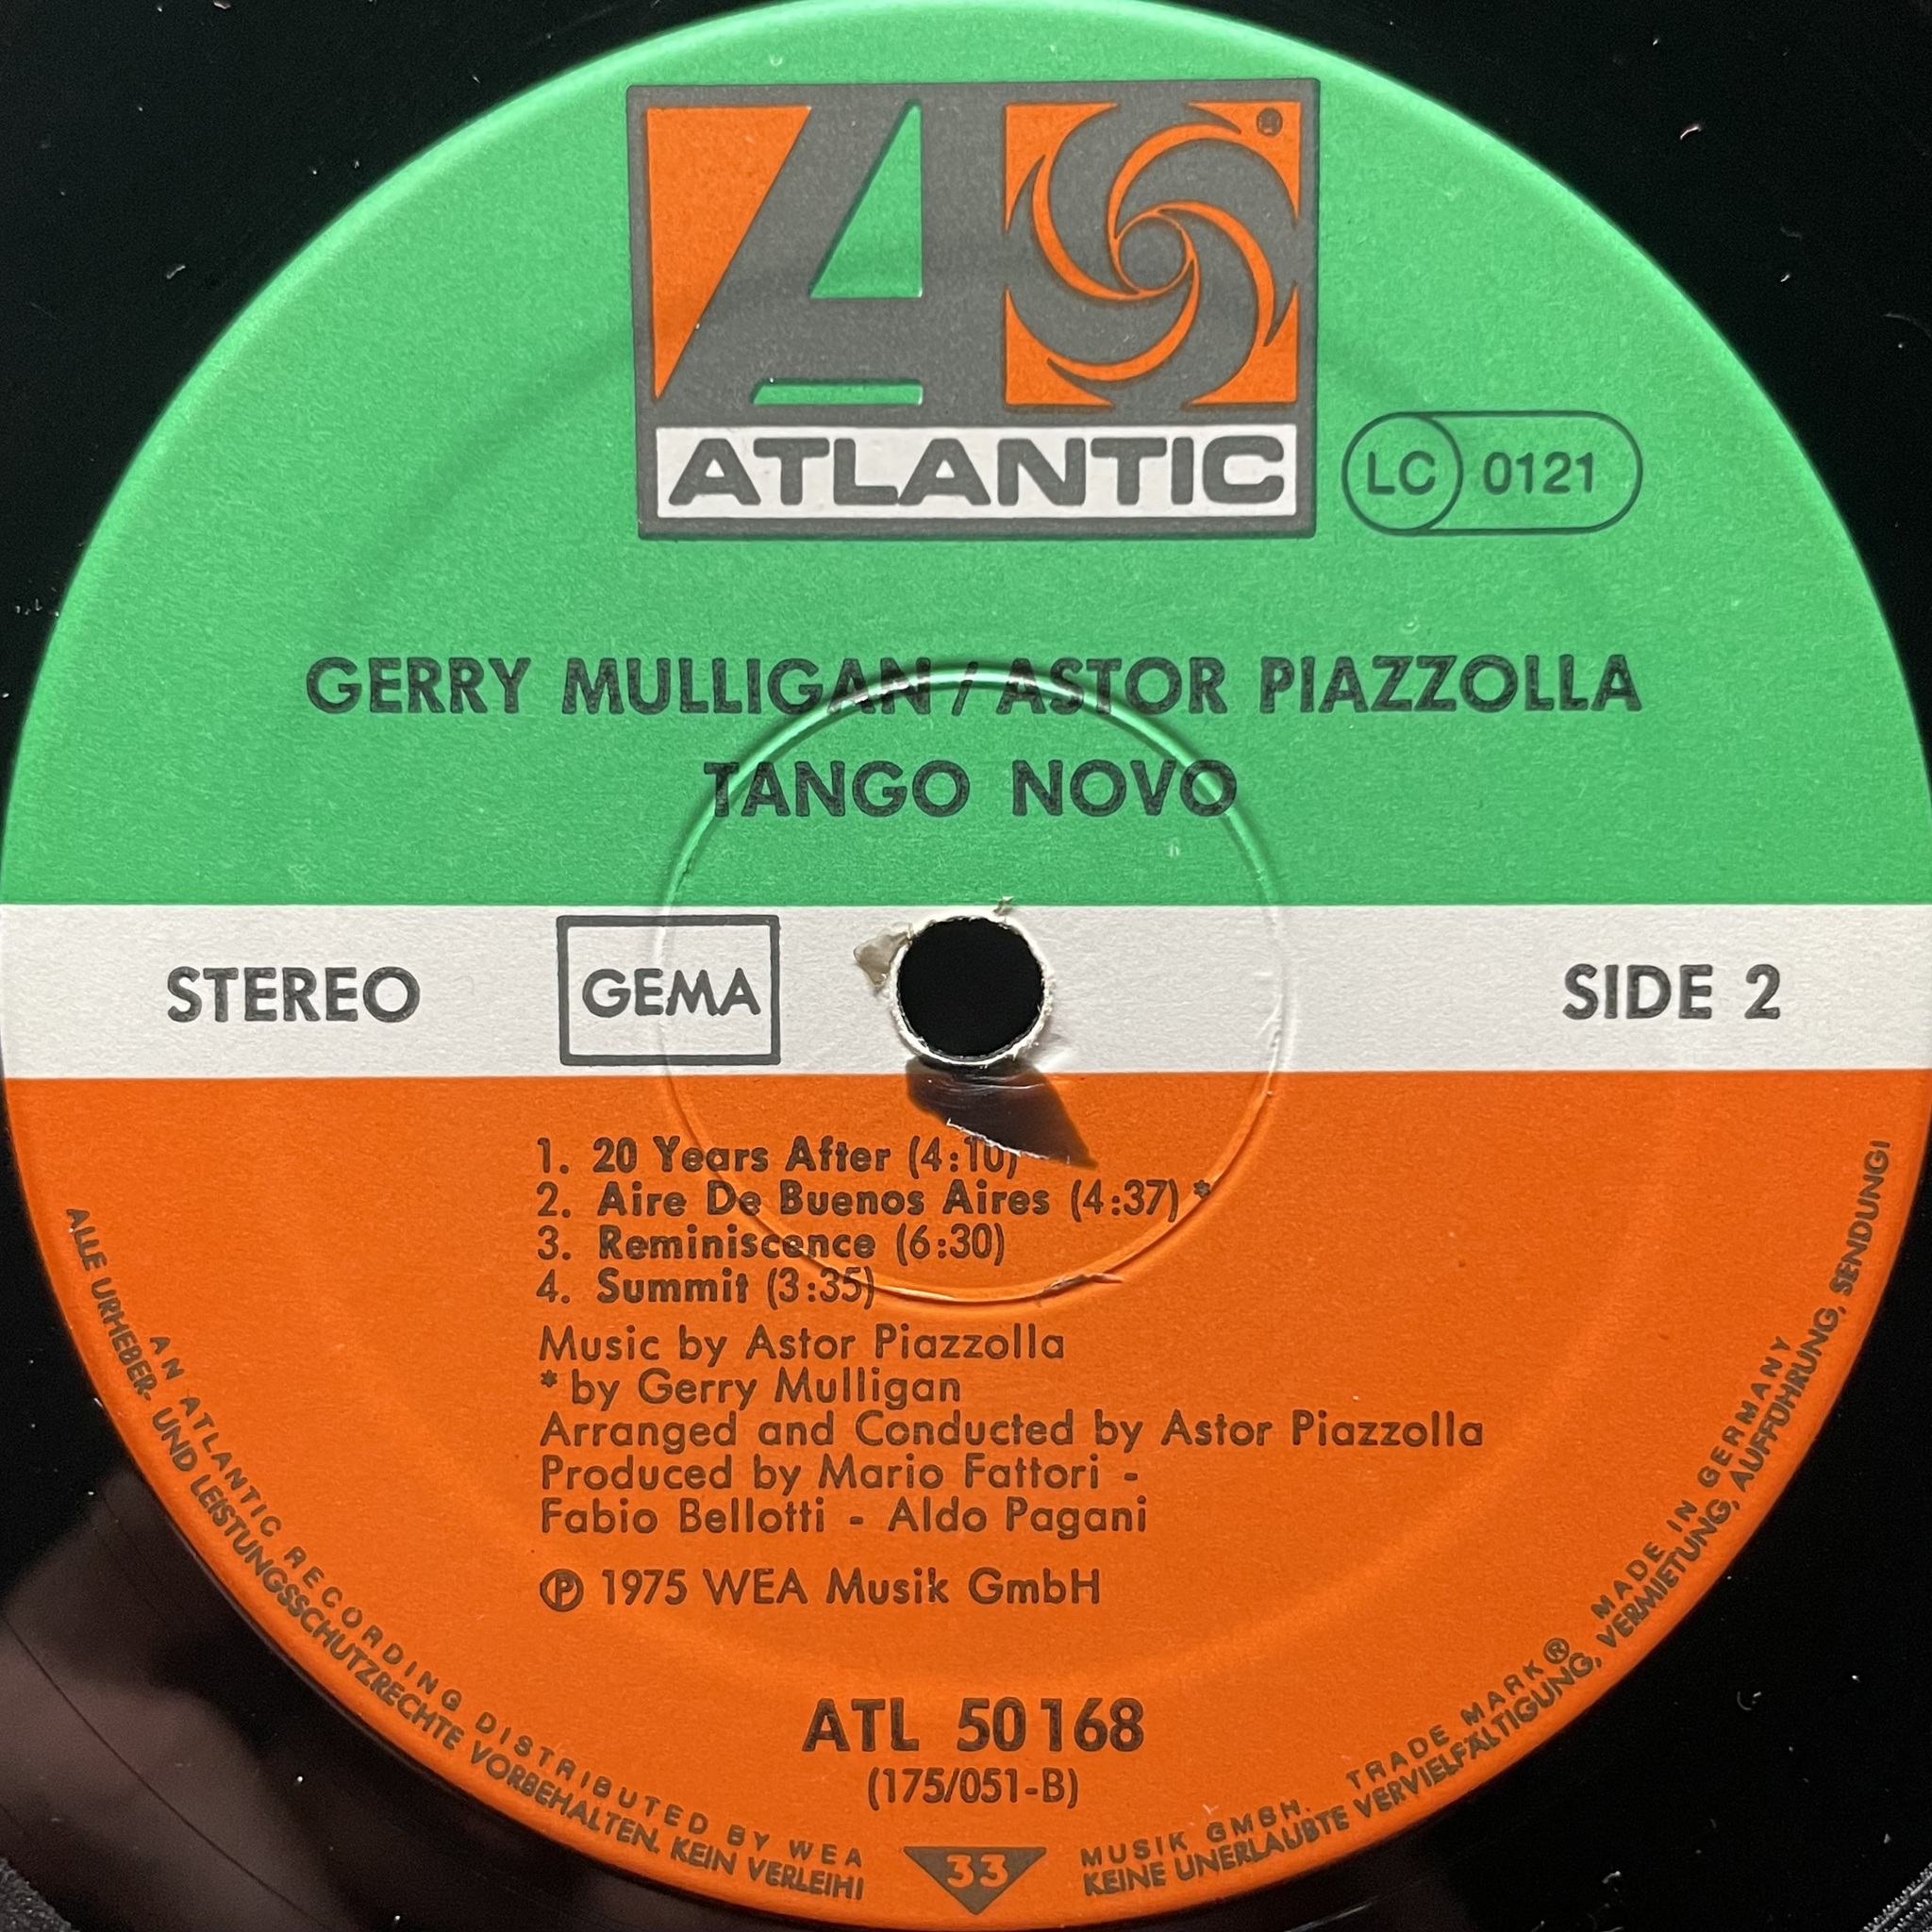 ATLANTIC
LC 0121
GERRY MULLIGAN / ASTOR PIAZZOLLA
TANGO NOVO
STEREO
GEMA
SIDE 2
1. 20 Years After (4:10)
2. Aire De Buenos Aires (4:37) *
3. Reminiscence (6:30)
4. Summit (3:35)
Music by Astor Piazzolla
* by Gerry Mulligan
Arranged and Conducted by Astor Piazzolla
Produced by Mario Fattori -
Fabio Bellotti - Aldo Pagani
℗ 1975 WEA Musik GmbH
ATL 50 168
(175/051-B)
33
AN ATLANTIC RECORDING DISTRIBUTED BY WEA MUSIK GMBH. TRADE MARK ® MADE IN GERMANY
ALLE URHEBER- UND LEISTUNGSSCHUTZRECHTE VORBEHALTEN. KEIN VERLEIH! KEINE UNERLAUBTE VERVIELFÄLTIGUNG, VERMIETUNG, AUFFÜHRUNG, SENDUNG!